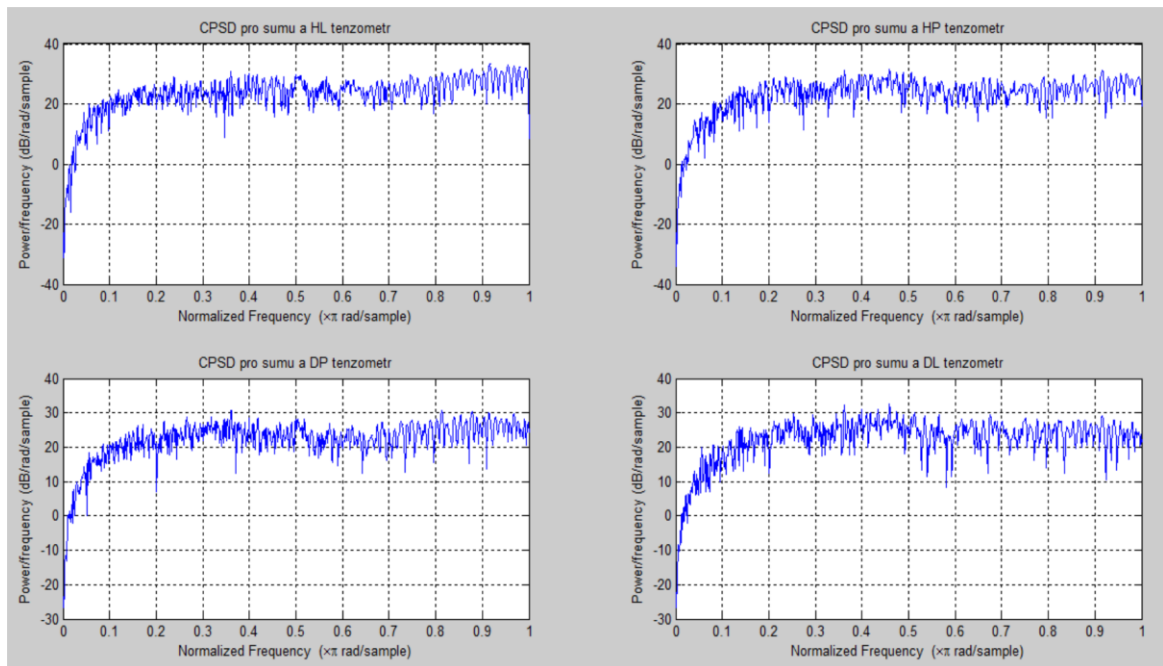 CPSD pro sumu a HL tenzometr
40
20
0
-20
-40
Power/frequency (dB/rad/sample)
0 0.1 0.2 0.3 0.4 0.5 0.6 0.7 0.8 0.9 1
Normalized Frequency (×π rad/sample)
CPSD pro sumu a HP tenzometr
40
20
0
-20
-40
Power/frequency (dB/rad/sample)
0 0.1 0.2 0.3 0.4 0.5 0.6 0.7 0.8 0.9 1
Normalized Frequency (×π rad/sample)
CPSD pro sumu a DP tenzometr
40
30
20
10
0
-10
-20
-30
Power/frequency (dB/rad/sample)
0 0.1 0.2 0.3 0.4 0.5 0.6 0.7 0.8 0.9 1
Normalized Frequency (×π rad/sample)
CPSD pro sumu a DL tenzometr
40
30
20
10
0
-10
-20
-30
Power/frequency (dB/rad/sample)
0 0.1 0.2 0.3 0.4 0.5 0.6 0.7 0.8 0.9 1
Normalized Frequency (×π rad/sample)